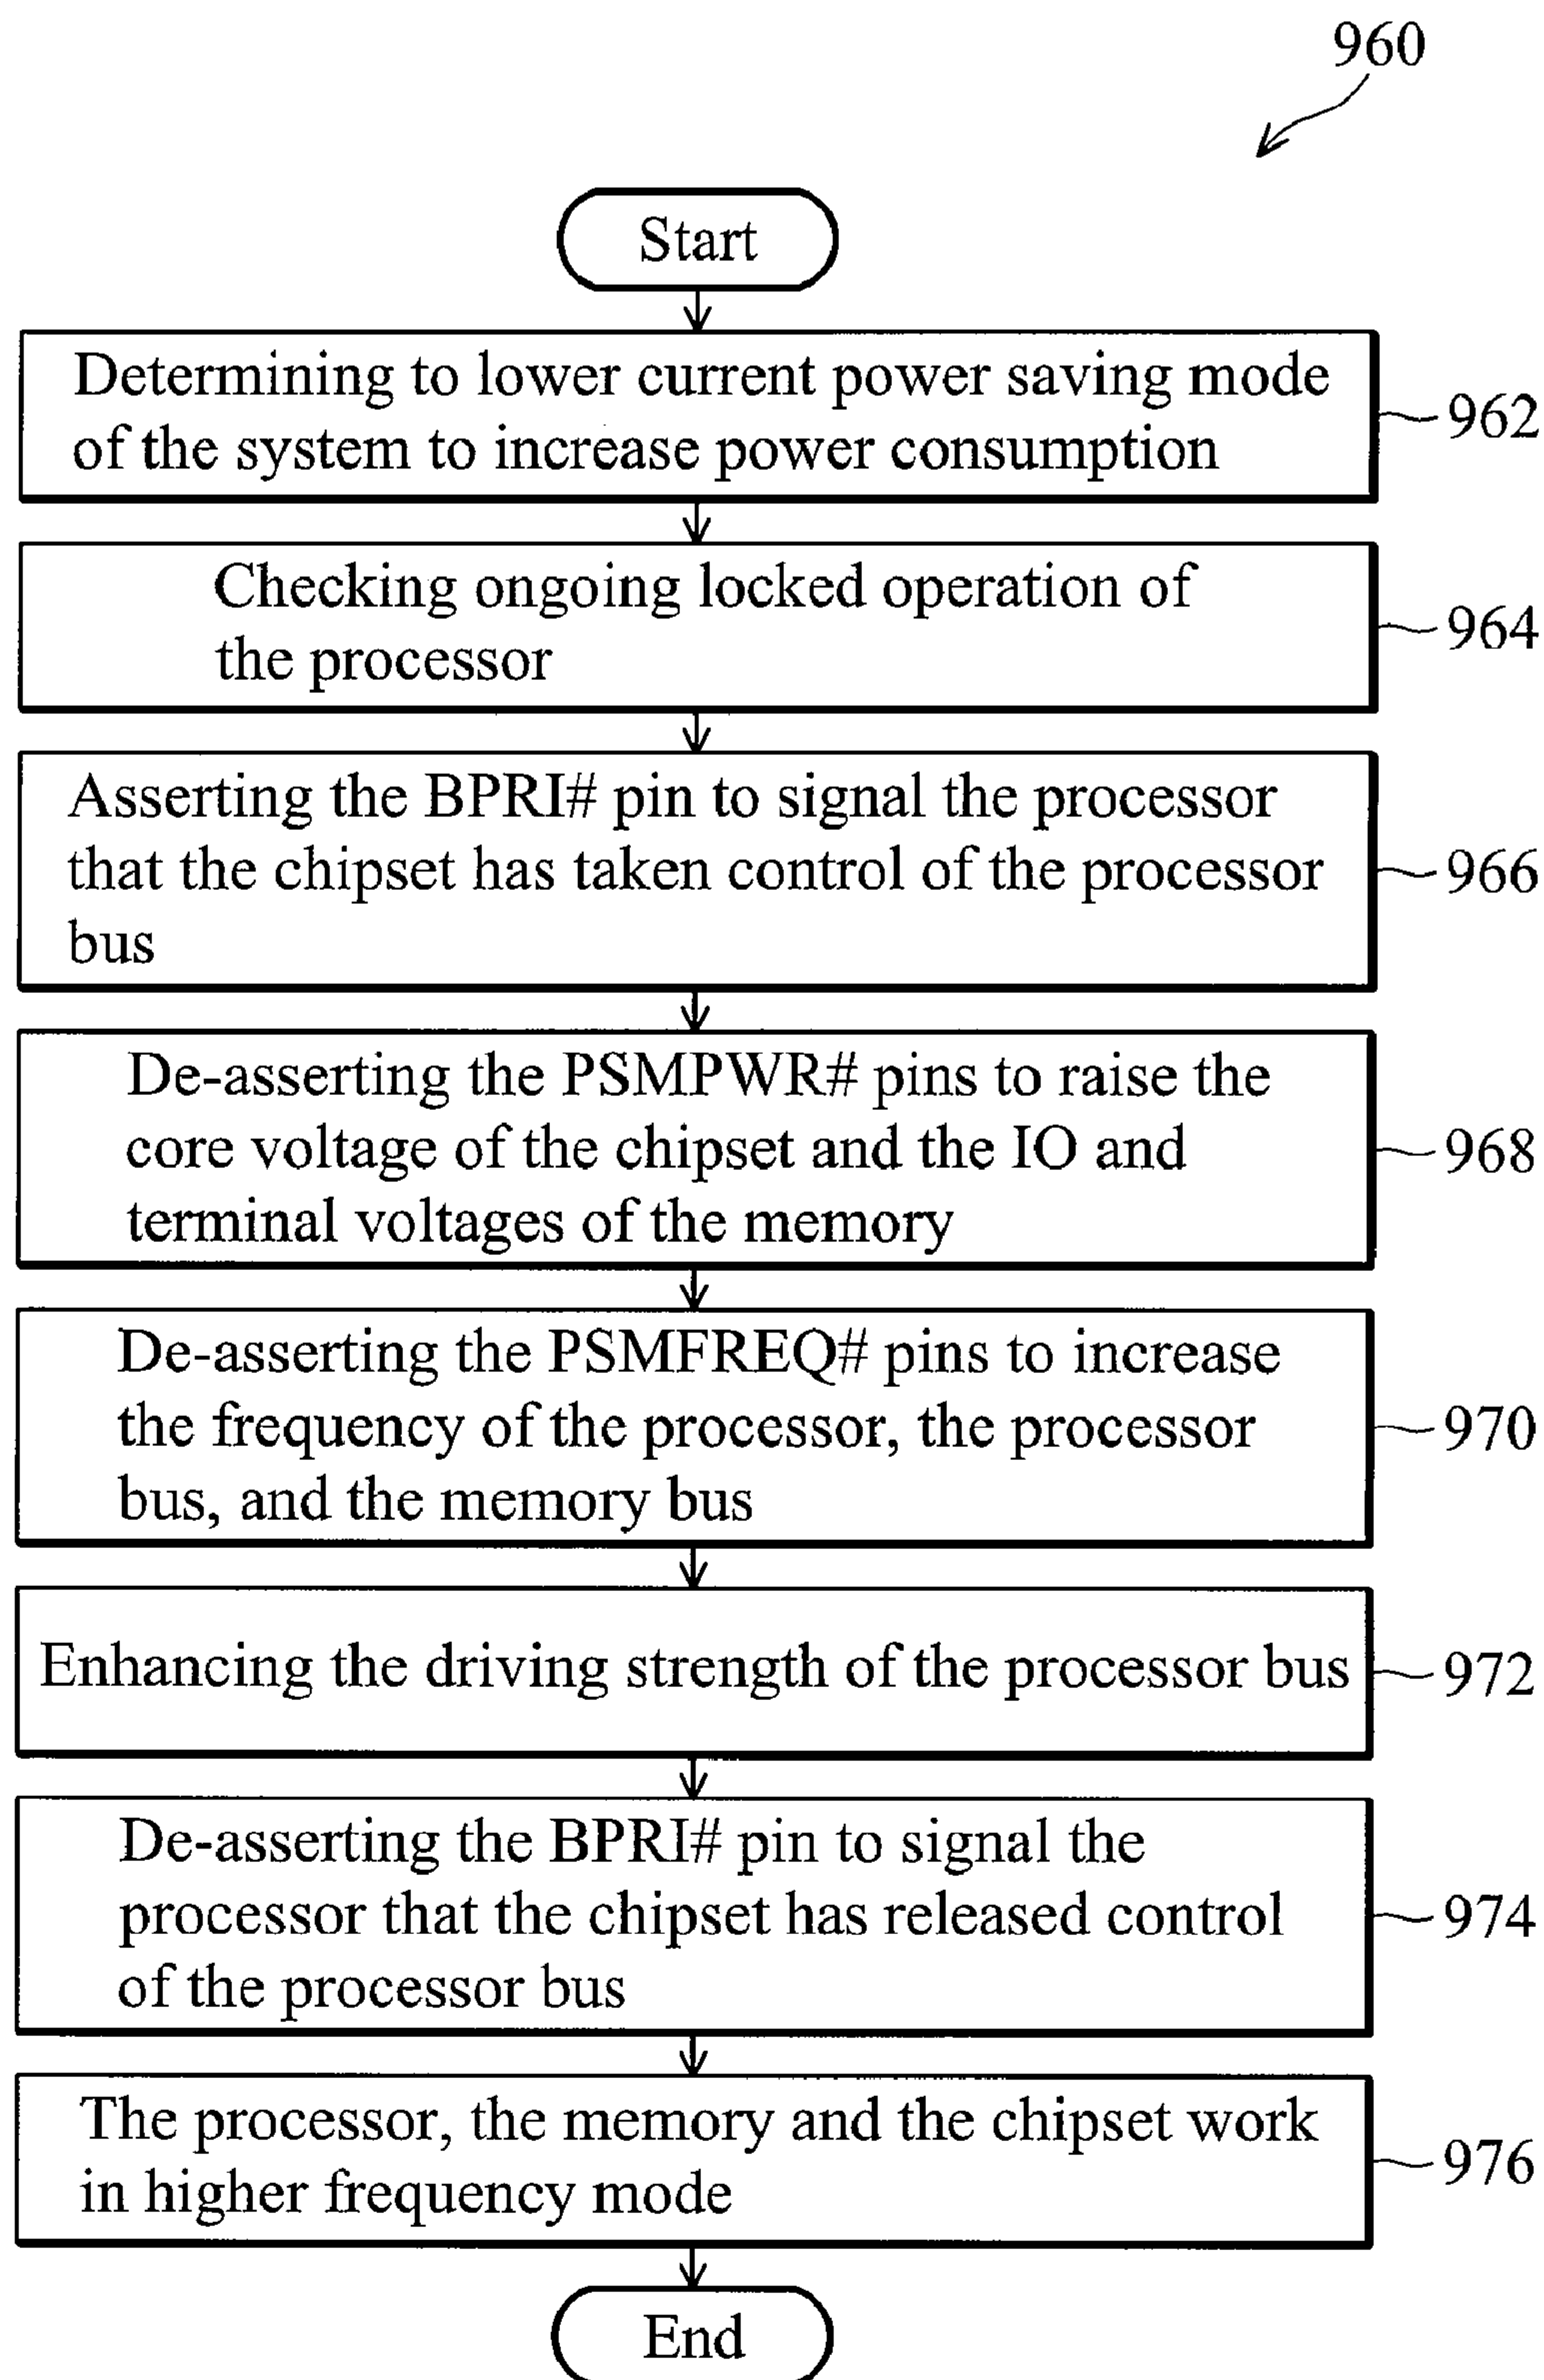 960
Start
Determining to lower current power saving mode
of the system to increase power consumption
962
Checking ongoing locked operation of
the processor
964
Asserting the BPRI# pin to signal the processor
that the chipset has taken control of the processor
bus
966
De-asserting the PSMPWR# pins to raise the
core voltage of the chipset and the IO and
terminal voltages of the memory
968
De-asserting the PSMFREQ# pins to increase
the frequency of the processor, the processor
bus, and the memory bus
970
Enhancing the driving strength of the processor bus
972
De-asserting the BPRI# pin to signal the
processor that the chipset has released control
of the processor bus
974
The processor, the memory and the chipset work
in higher frequency mode
976
End